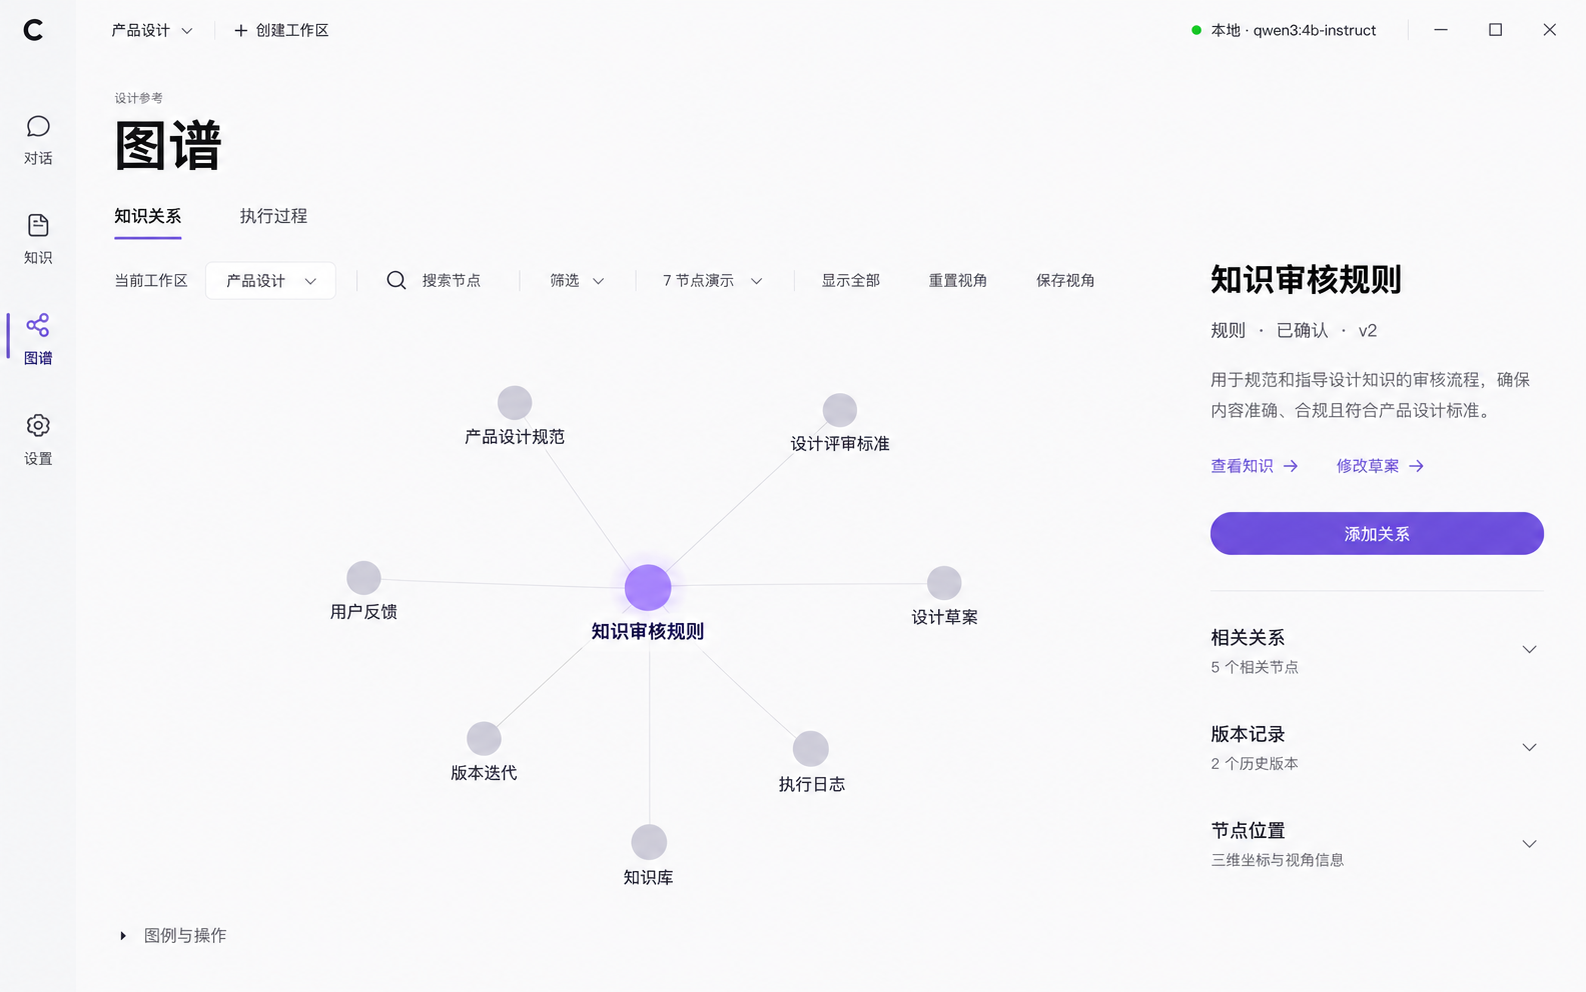 C
产品设计
创建工作区
本地 · qwen3:4b-instruct
对话
知识
图谱
设置
设计参考
图谱
知识关系
执行过程
当前工作区
产品设计
搜索节点
筛选
7 节点演示
显示全部
重置视角
保存视角
产品设计规范
设计评审标准
用户反馈
知识审核规则
设计草案
版本迭代
执行日志
知识库
图例与操作
知识审核规则
规则 · 已确认 · v2
用于规范和指导设计知识的审核流程，确保
内容准确、合规且符合产品设计标准。
查看知识 →
修改草案 →
添加关系
相关关系
5 个相关节点
版本记录
2 个历史版本
节点位置
三维坐标与视角信息